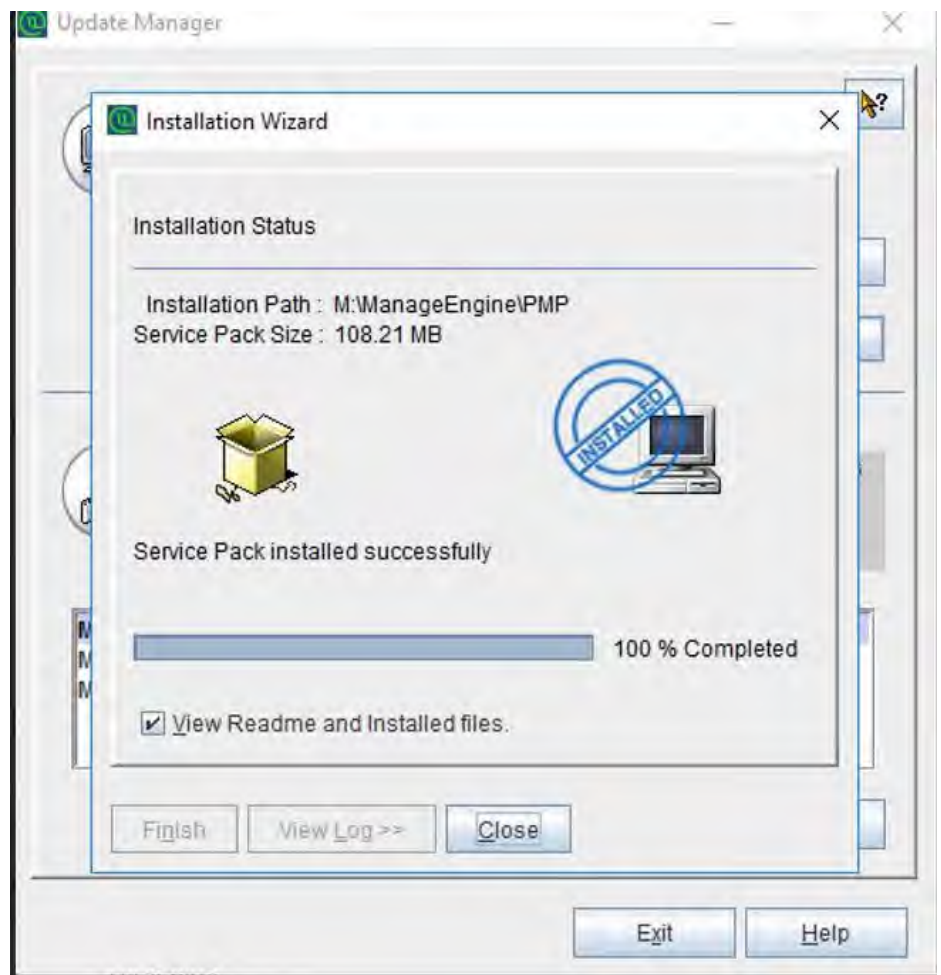 Update Manager
Installation Wizard
Installation Status
Installation Path : M:\ManageEngine\PMP
Service Pack Size : 108.21 MB
INSTALLED
Service Pack installed successfully
100 % Completed
View Readme and Installed files.
Finish
View Log >>
Close
Exit
Help